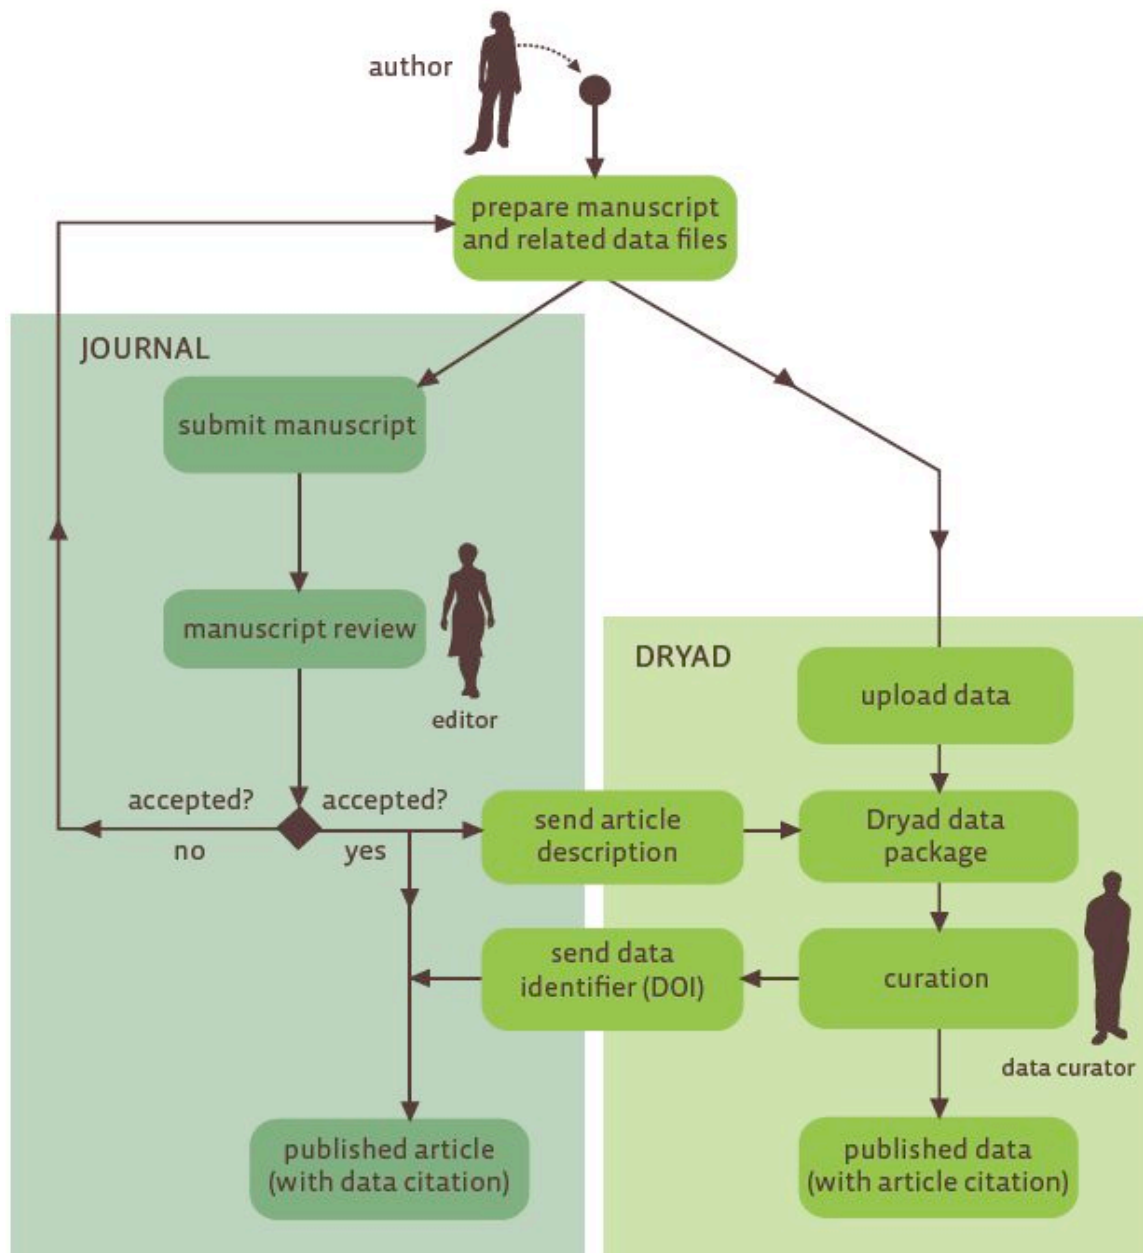 author
prepare manuscript
and related data files
JOURNAL
submit manuscript
manuscript review
editor
DRYAD
upload data
accepted?
accepted?
no
yes
send article
description
Dryad data
package
send data
identifier (DOI)
curation
data curator
published article
(with data citation)
published data
(with article citation)